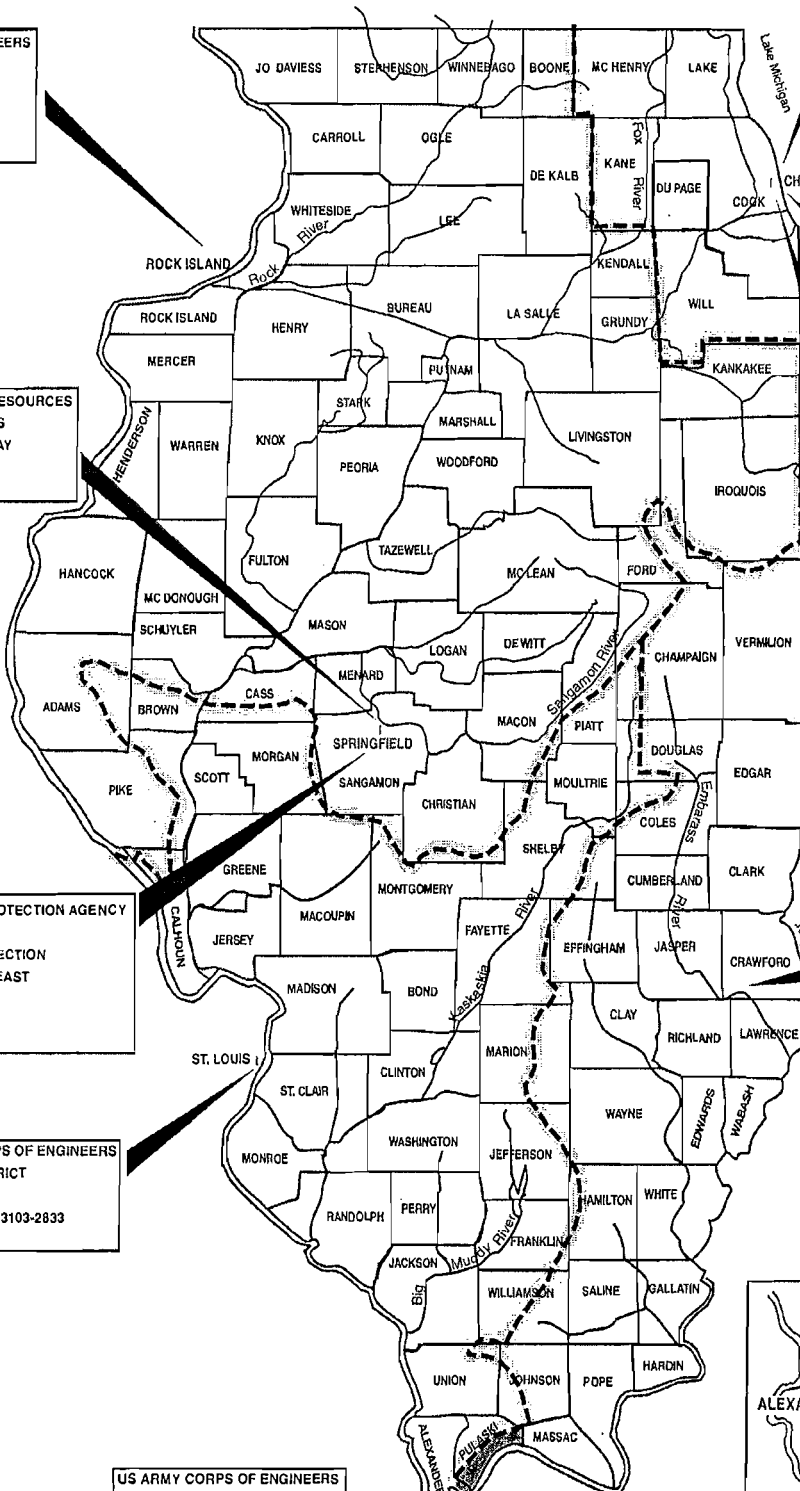 EERS
JO DAVIESS
STEPHENSON
WINNEBAGO
BOONE
MC HENRY
LAKE
Lake Michigan
CARROLL
OGLE
DE KALB
KANE
Fox River
DU PAGE
COOK
CH
WHITESIDE
LEE
Rock River
ROCK ISLAND
KENDALL
ROCK ISLAND
HENRY
BUREAU
LA SALLE
GRUNDY
WILL
MERCER
PUTNAM
KANKAKEE
ESOURCES
S
AY
HENDERSON
WARREN
KNOX
STARK
MARSHALL
LIVINGSTON
PEORIA
WOODFORD
IROQUOIS
HANCOCK
MC DONOUGH
FULTON
TAZEWELL
MC LEAN
FORD
SCHUYLER
MASON
LOGAN
DEWITT
CHAMPAIGN
VERMILION
ADAMS
BROWN
CASS
MENARD
MACON
Sangamon River
PIATT
PIKE
SCOTT
MORGAN
SPRINGFIELD
SANGAMON
CHRISTIAN
MOULTRIE
DOUGLAS
EDGAR
COLES
Embarass River
SHELBY
GREENE
MACOUPIN
MONTGOMERY
CUMBERLAND
CLARK
OTECTION AGENCY
ECTION
EAST
CALHOUN
JERSEY
FAYETTE
Kaskaskia River
EFFINGHAM
JASPER
CRAWFORD
MADISON
BOND
CLAY
RICHLAND
LAWRENCE
ST. LOUIS
ST. CLAIR
CLINTON
MARION
WAYNE
EDWARDS
WABASH
PS OF ENGINEERS
RICT
3103-2833
MONROE
WASHINGTON
JEFFERSON
HAMILTON
WHITE
RANDOLPH
PERRY
FRANKLIN
JACKSON
Big Muddy River
WILLIAMSON
SALINE
GALLATIN
UNION
JOHNSON
POPE
HARDIN
ALEXA
ALEXANDER
PULASKI
MASSAC
US ARMY CORPS OF ENGINEERS